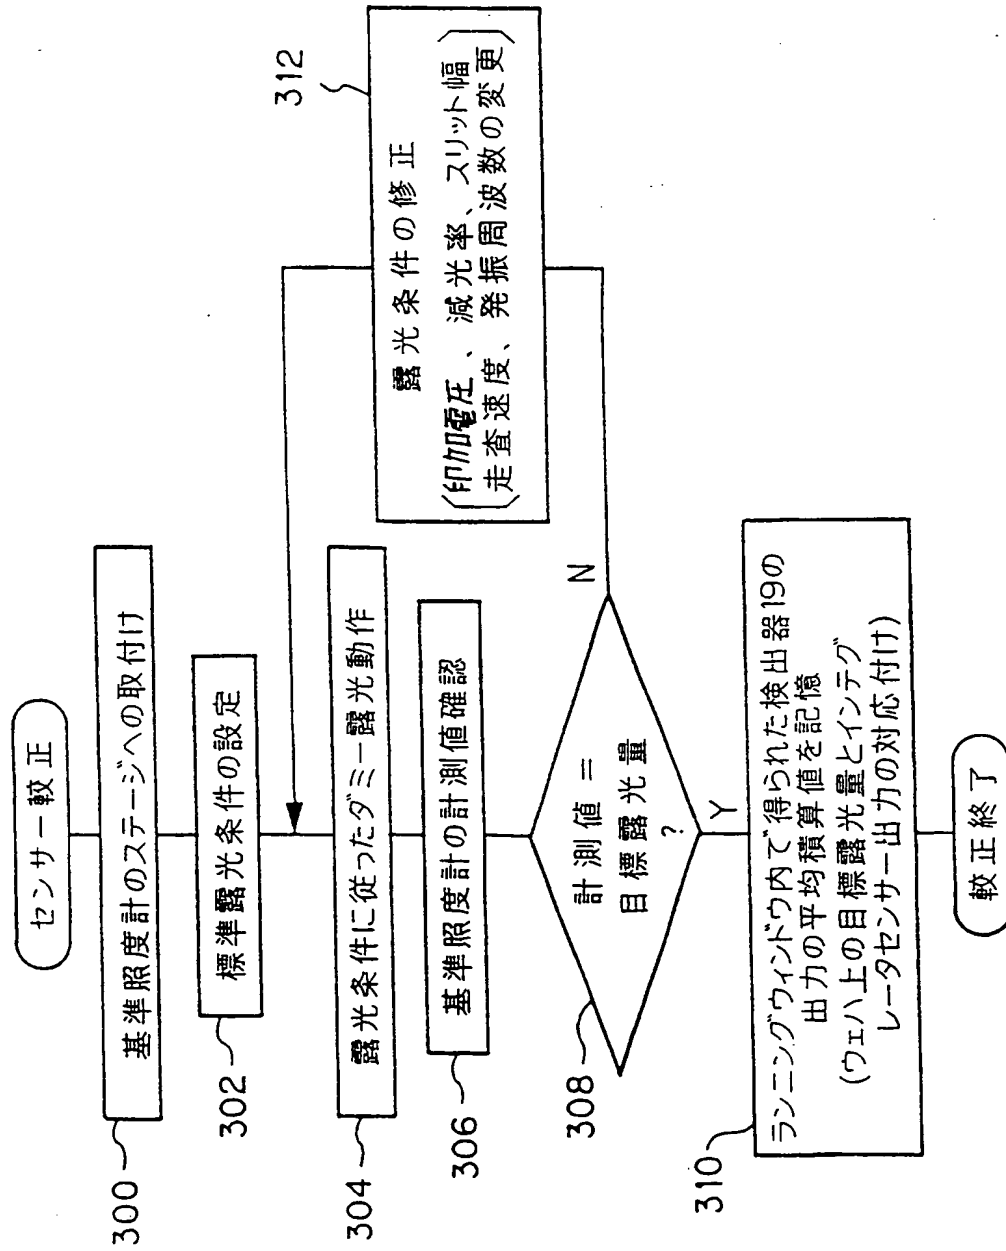 センサー較正
300
基準照度計のステージへの取付け
302
標準露光条件の設定
304
露光条件に従ったダミー露光動作
306
基準照度計の計測値確認
308
計測値=
目標露光量
?
N
312
露光条件の修正
(印加電圧、減光率、スリット幅
走査速度、発振周波数の変更)
Y
310
ランニングウィンドウ内で得られた検出器19の
出力の平均積算値を記憶
(ウェハ上の目標露光量とインテグ
レータセンサー出力の対応付け)
較正終了